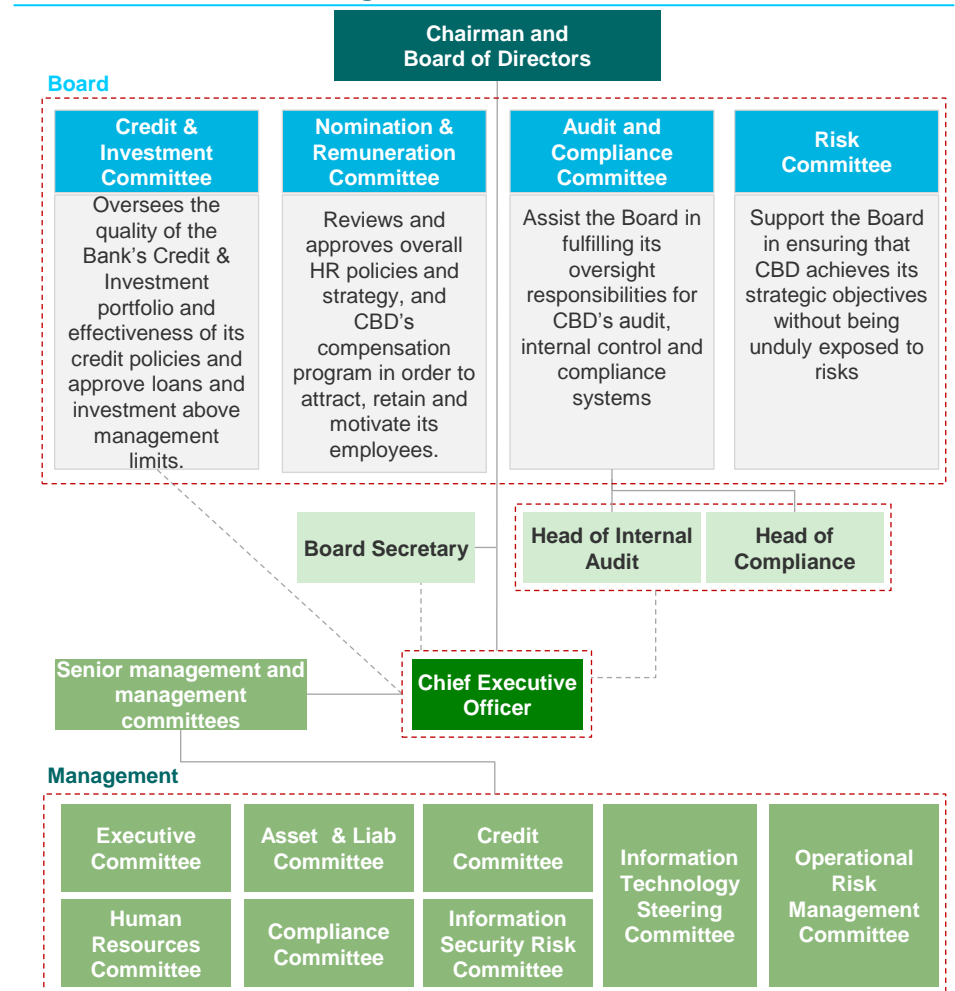 Chairman and
Board of Directors
Board
Credit &
Investment
Committee
Oversees the
quality of the
Bank's Credit &
Investment
portfolio and
effectiveness of its
credit policies and
approve loans and
investment above
management
limits.
Nomination &
Remuneration
Committee
Reviews and
approves overall
HR policies and
strategy, and
CBD's
compensation
program in order to
attract, retain and
motivate its
employees.
Audit and
Compliance
Committee
Assist the Board in
fulfilling its
oversight
responsibilities for
CBD's audit,
internal control and
compliance
systems
Risk
Committee
Support the Board
in ensuring that
CBD achieves its
strategic objectives
without being
unduly exposed to
risks
Board Secretary
Head of Internal
Audit
Head of
Compliance
Senior management and
management
committees
Chief Executive
Officer
Management
Executive
Committee
Asset & Liab
Committee
Credit
Committee
Information
Technology
Steering
Committee
Operational
Risk
Management
Committee
Human
Resources
Committee
Compliance
Committee
Information
Security Risk
Committee